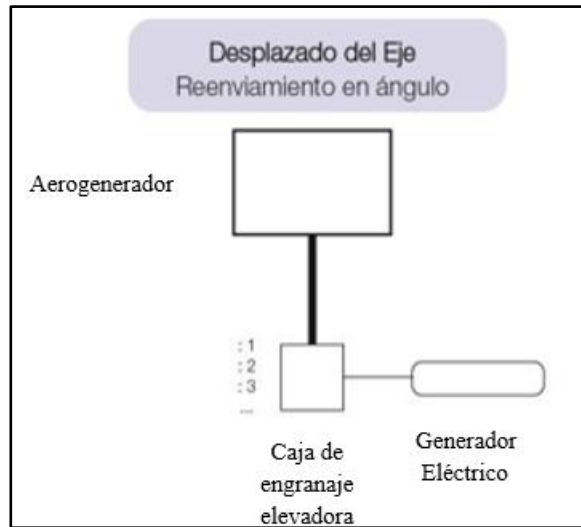 Desplazado del Eje
Reenviamiento en ángulo
Aerogenerador
: 1
: 2
: 3
...
Caja de
engranaje
elevadora
Generador
Eléctrico